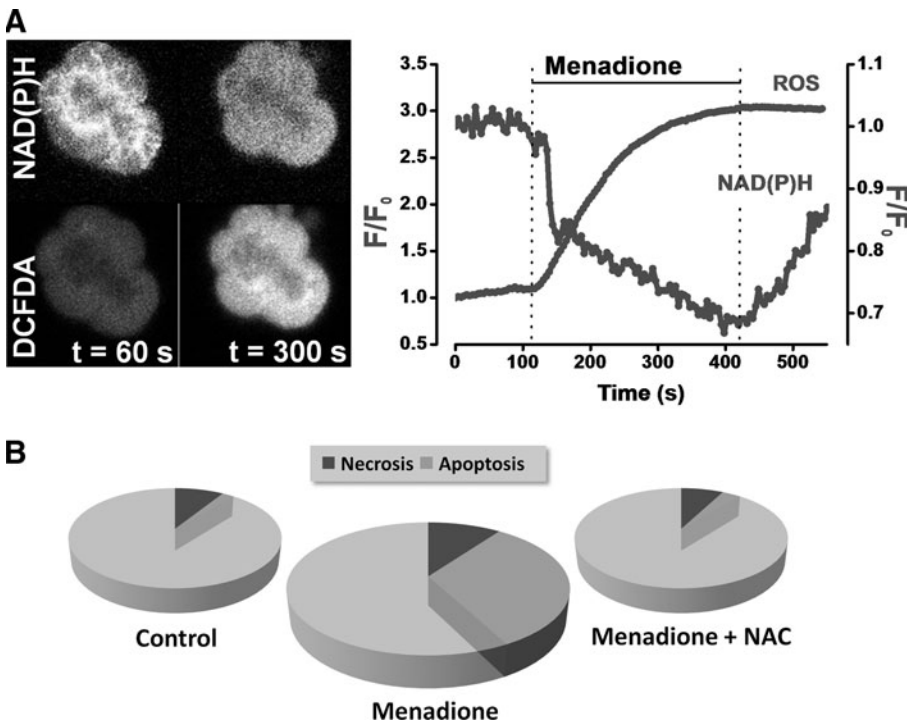 A
NAD(P)H
DCFDA
t = 60 s
t = 300 s
Menadione
ROS
NAD(P)H
F/F0
3.5
3.0
2.5
2.0
1.5
1.0
0.5
0
100
200
300
400
500
Time (s)
1.1
1.0
0.9
0.8
0.7
F/F0
B
Necrosis Apoptosis
Control
Menadione
Menadione + NAC